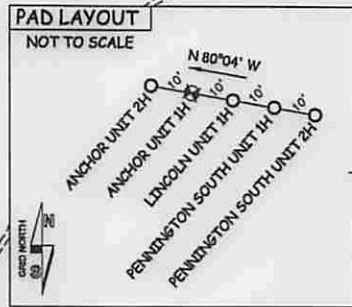 PAD LAYOUT
NOT TO SCALE
N 80°04' W
10'
10'
10'
10'
ANCHOR UNIT 2H
ANCHOR UNIT 1H
LINCOLN UNIT 1H
PENNINGTON SOUTH UNIT 1H
PENNINGTON SOUTH UNIT 2H
GRID NORTH
N